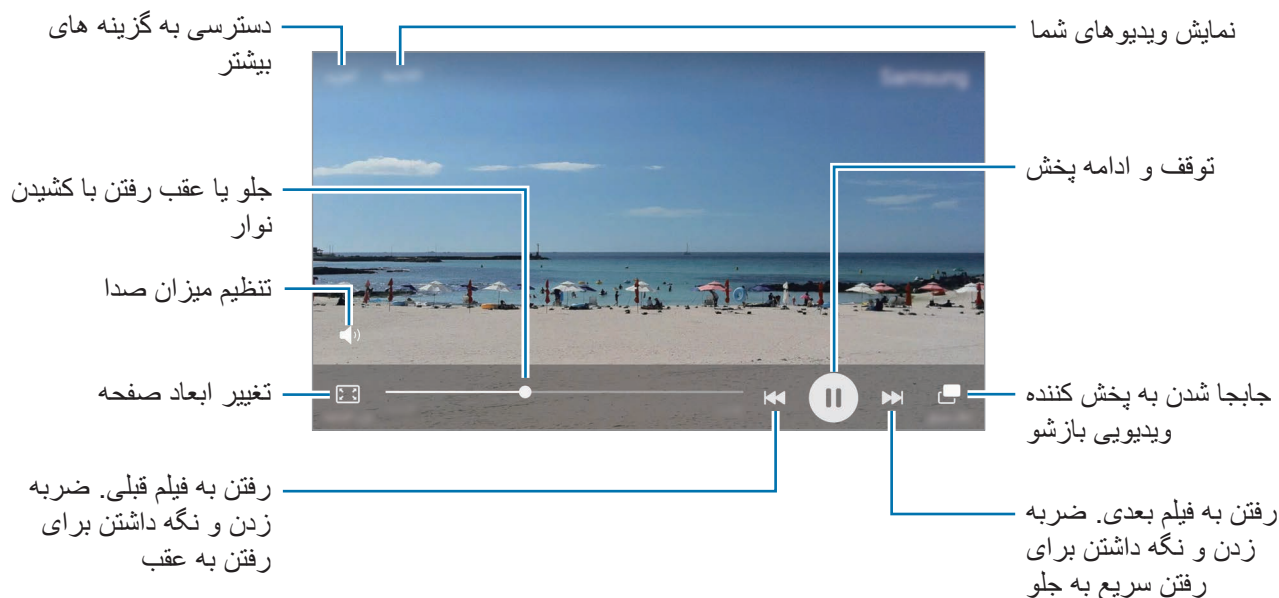 دسترسی به گزینه های
بیشتر
نمایش ویدیوهای شما
Samsung
توقف و ادامه پخش
جلو یا عقب رفتن با کشیدن
نوار
تنظیم میزان صدا
تغییر ابعاد صفحه
جابجا شدن به پخش کننده
ویدیویی بازشو
رفتن به فیلم قبلی. ضربه
زدن و نگه داشتن برای
رفتن به عقب
رفتن به فیلم بعدی. ضربه
زدن و نگه داشتن برای
رفتن سریع به جلو